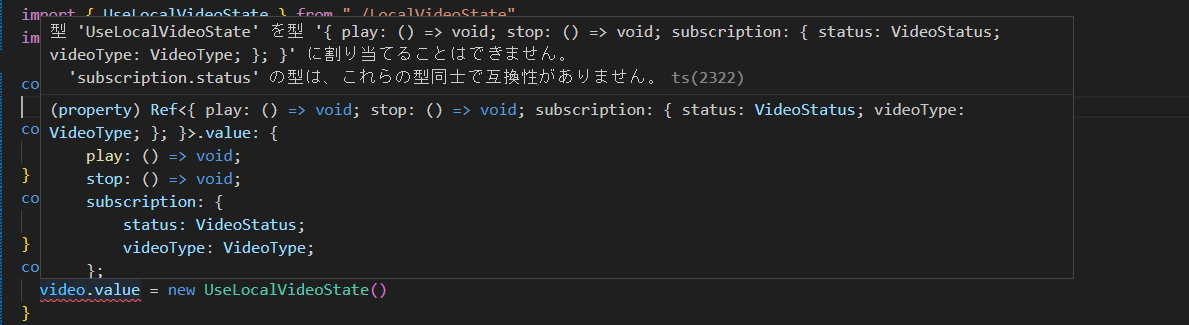 import { UseLocalVideoState } from "./LocalVideoState"
im
型 'UseLocalVideoState' を型 '{ play: () => void; stop: () => void; subscription: { status: VideoStatus;
videoType: VideoType; }; }' に割り当てることはできません。
'subscription.status' の型は、これらの型同士で互換性がありません。 ts(2322)
co
(property) Ref<{ play: () => void; stop: () => void; subscription: { status: VideoStatus; videoType:
co
VideoType; }; }>.value: {
play: () => void;
}
stop: () => void;
co
subscription: {
status: VideoStatus;
}
videoType: VideoType;
co
};
video.value = new UseLocalVideoState()
}